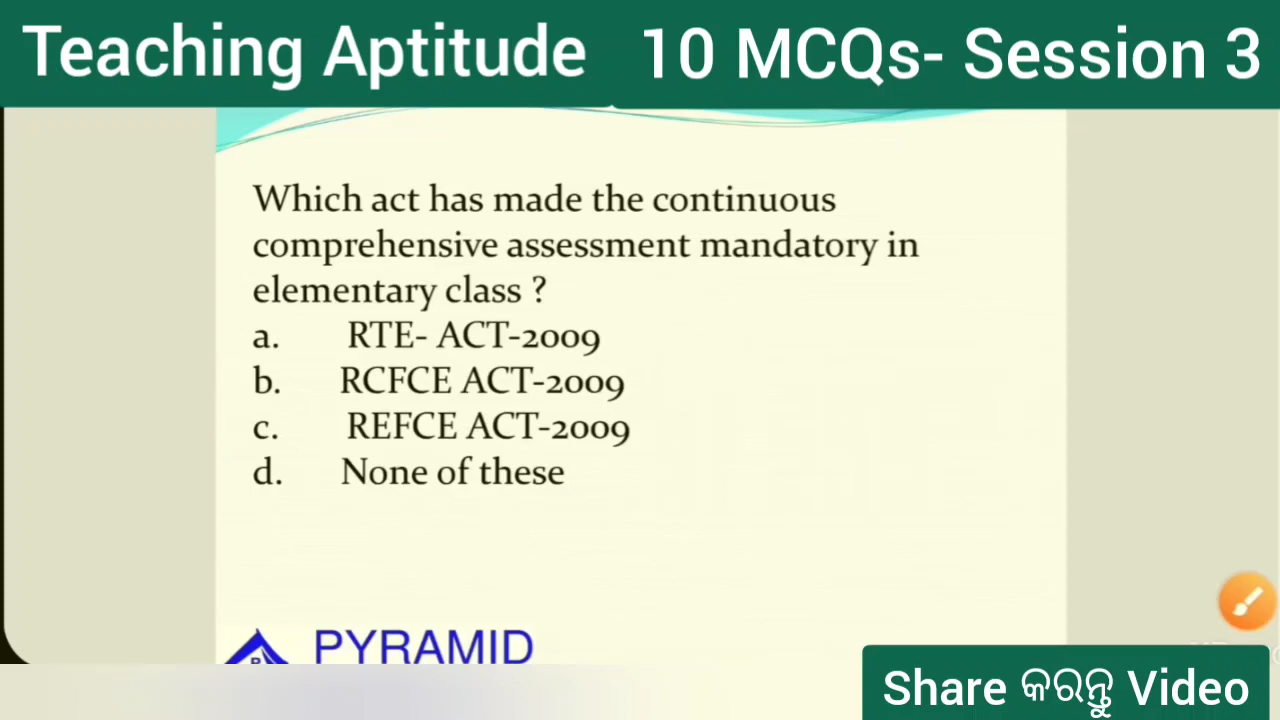 Teaching Aptitude 10 MCQs- Session 3
Which act has made the continuous
comprehensive assessment mandatory in
elementary class ?
a. RTE- ACT-2009
b. RCFCE ACT-2009
c. REFCE ACT-2009
d. None of these
PYRAMID
Share କରନ୍ତୁ Video